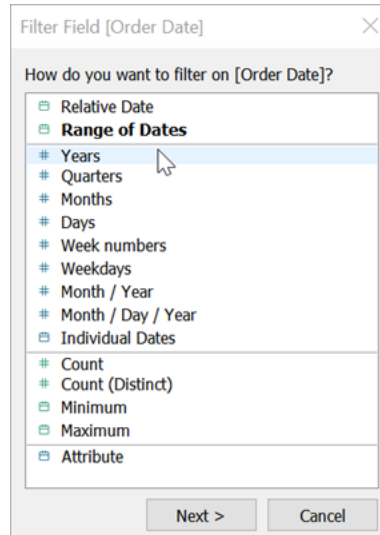 Filter Field [Order Date]
How do you want to filter on [Order Date]?
Relative Date
Range of Dates
# Years
# Quarters
# Months
# Days
# Week numbers
# Weekdays
# Month / Year
# Month / Day / Year
Individual Dates
# Count
# Count (Distinct)
Minimum
Maximum
Attribute
Next > Cancel